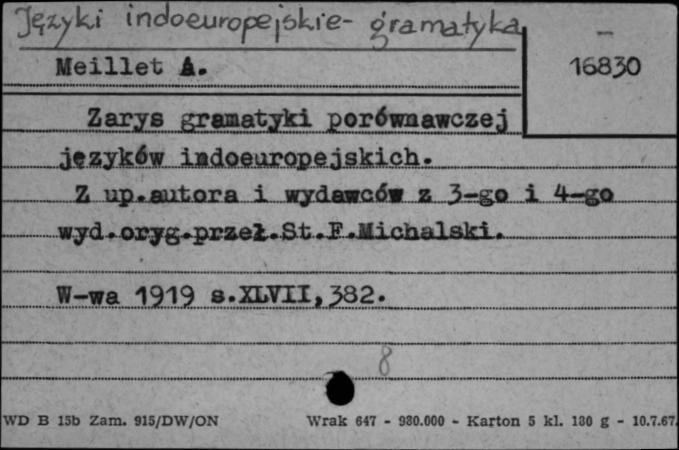 Języki indoeuropejskie- gramatyka
Meillet A.
16830
Zarys gramatyki porównawczej
języków indoeuropejskich.
Z up.autora i wydawców z 3-go i 4-go
wyd.oryg.przeł.St.F.Michalski.
W-wa 1919 s.XLVII,382.
8
WD B 15b Zam. 915/DW/ON Wrak 647 - 980.000 - Karton 5 kl. 180 g - 10.7.67.